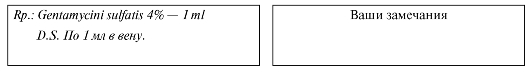 Rp.: Gentamycini sulfatis 4% — 1 ml
D.S. По 1 мл в вену.
Ваши замечания